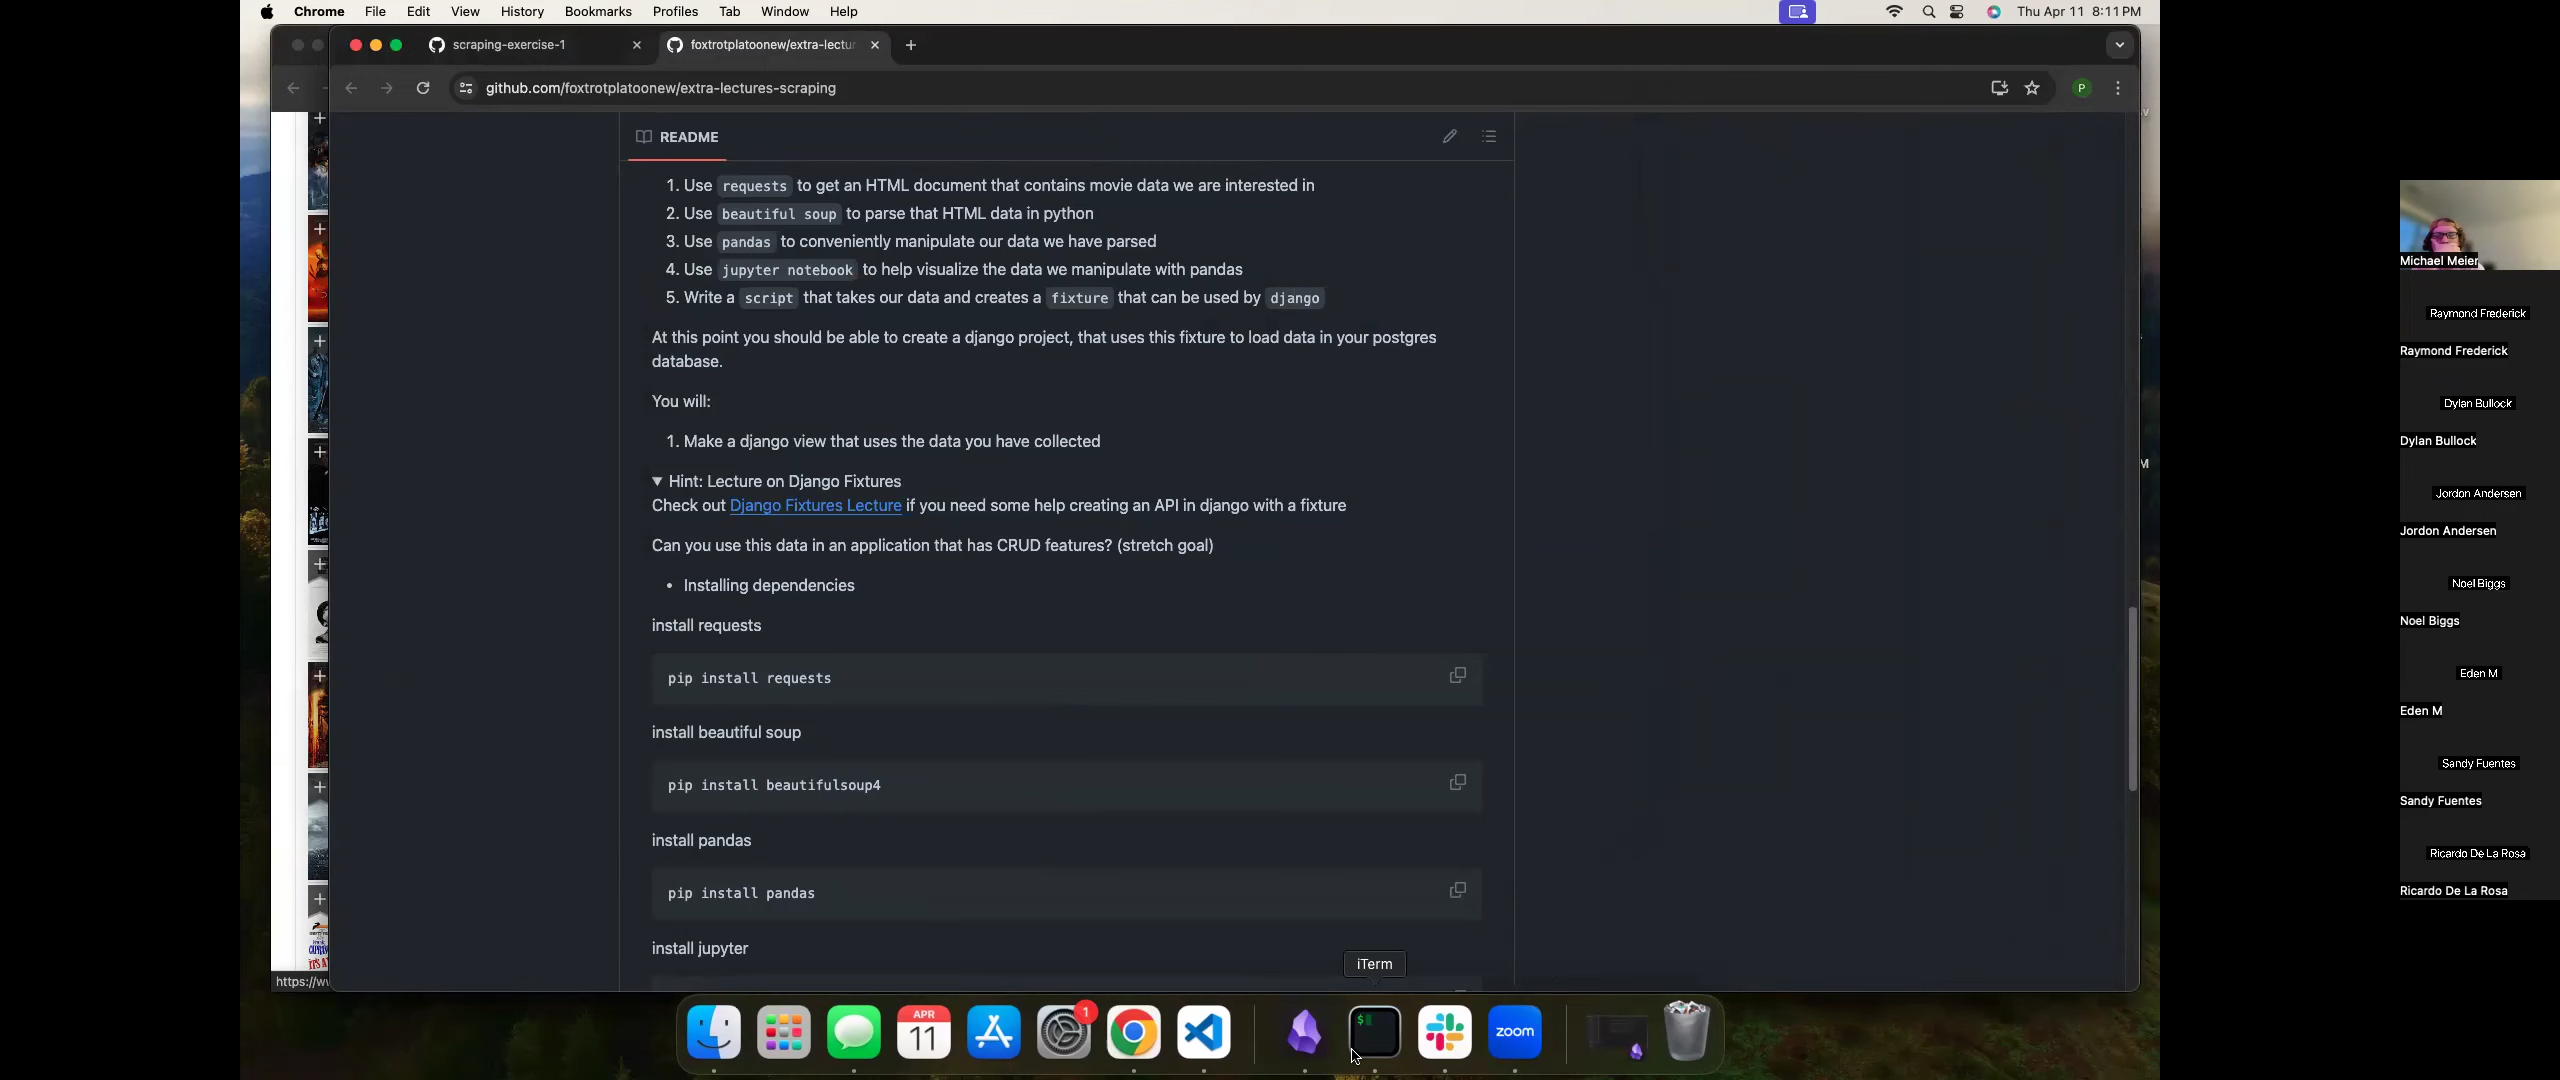 Chrome File Edit View History Bookmarks Profiles Tab Window Help Thu Apr 11 8:11 PM
scraping-exercise-1 foxtrotplatoonew/extra-lectur
github.com/foxtrotplatoonew/extra-lectures-scraping P
README
1. Use requests to get an HTML document that contains movie data we are interested in
2. Use beautiful soup to parse that HTML data in python
3. Use pandas to conveniently manipulate our data we have parsed
4. Use jupyter notebook to help visualize the data we manipulate with pandas
5. Write a script that takes our data and creates a fixture that can be used by django
At this point you should be able to create a django project, that uses this fixture to load data in your postgres
database.
You will:
1. Make a django view that uses the data you have collected
Hint: Lecture on Django Fixtures
Check out Django Fixtures Lecture if you need some help creating an API in django with a fixture
Can you use this data in an application that has CRUD features? (stretch goal)
• Installing dependencies
install requests
pip install requests
install beautiful soup
pip install beautifulsoup4
install pandas
pip install pandas
install jupyter
iTerm
https://ww
APR
11
1
$
zoom
Michael Meier
Raymond Frederick
Raymond Frederick
Dylan Bullock
Dylan Bullock
Jordon Andersen
Jordon Andersen
Noel Biggs
Noel Biggs
Eden M
Eden M
Sandy Fuentes
Sandy Fuentes
Ricardo De La Rosa
Ricardo De La Rosa